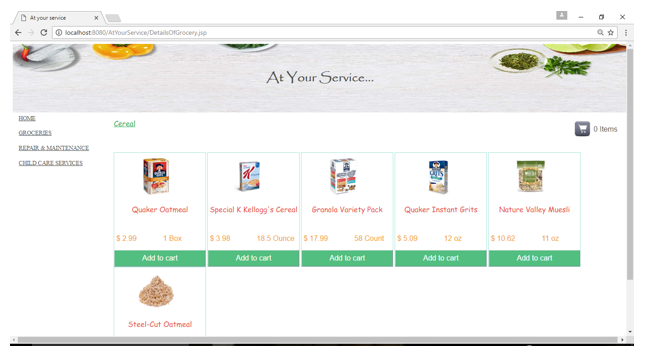 At your service
localhost:8080/AtYourService/DetailsOfGrocery.jsp
At Your Service...
HOME
GROCERIES
REPAIR & MAINTENANCE
CHILD CARE SERVICES
Cereal
0 Items
Quaker Oatmeal
$ 2.99 1 Box
Add to cart
Special K Kellogg's Cereal
$ 3.98 18.5 Ounce
Add to cart
Granola Variety Pack
$ 17.99 58 Count
Add to cart
Quaker Instant Grits
$ 5.09 12 oz
Add to cart
Nature Valley Muesli
$ 10.62 11 oz
Add to cart
Steel-Cut Oatmeal